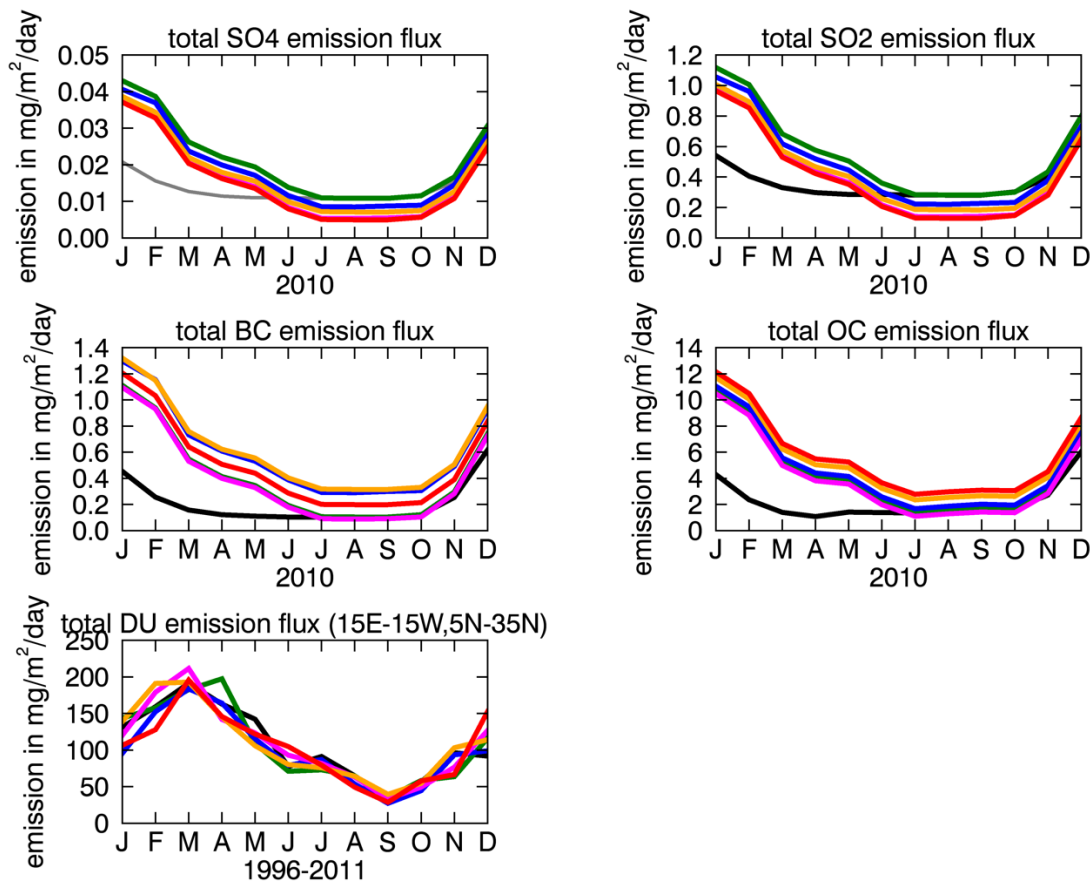 total SO4 emission flux
emission in mg/m²/day
0.05
0.04
0.03
0.02
0.01
0.00
J F M A M J J A S O N D
2010
total SO2 emission flux
emission in mg/m²/day
1.2
1.0
0.8
0.6
0.4
0.2
0.0
J F M A M J J A S O N D
2010
total BC emission flux
emission in mg/m²/day
1.4
1.2
1.0
0.8
0.6
0.4
0.2
0.0
J F M A M J J A S O N D
2010
total OC emission flux
emission in mg/m²/day
14
12
10
8
6
4
2
0
J F M A M J J A S O N D
2010
total DU emission flux (15E-15W,5N-35N)
emission in mg/m²/day
250
200
150
100
50
0
J F M A M J J A S O N D
1996-2011